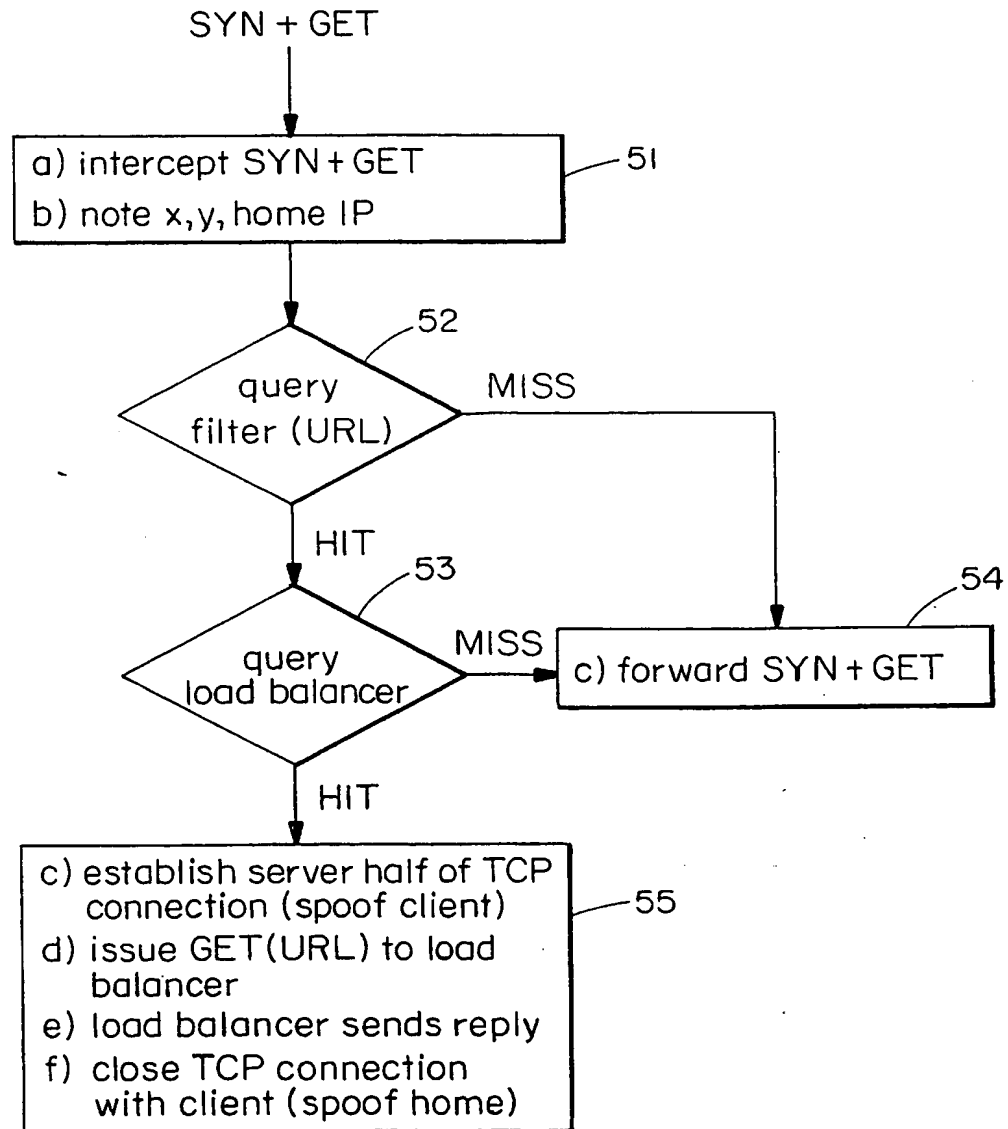 SYN + GET
a) intercept SYN+GET
b) note x,y, home IP
51
52
query
filter (URL)
MISS
HIT
53
54
query
load balancer
MISS
c) forward SYN + GET
HIT
c) establish server half of TCP
connection (spoof client)
d) issue GET(URL) to load
balancer
e) load balancer sends reply
f) close TCP connection
with client (spoof home)
55